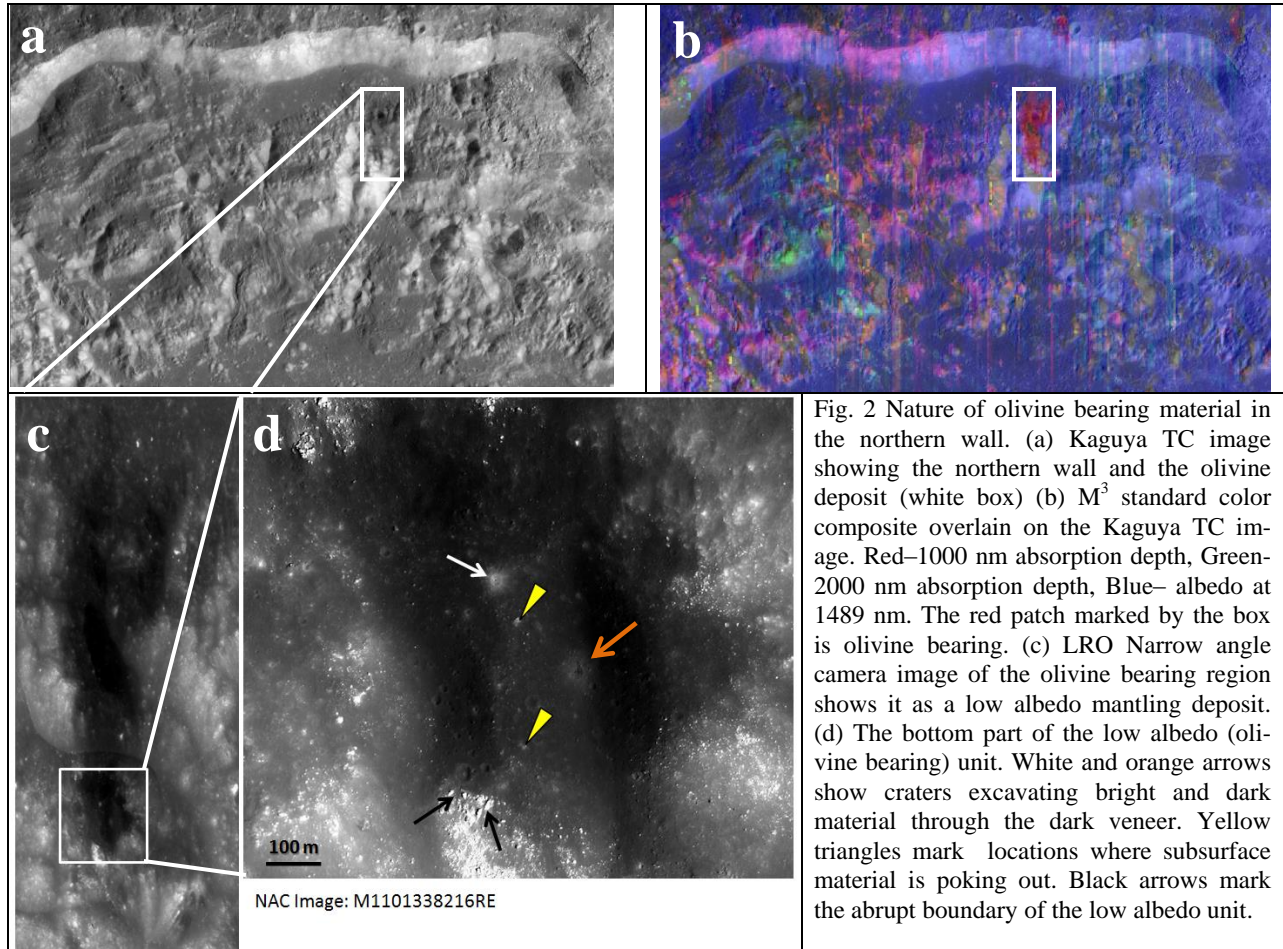 a
b
c
d
100 m
NAC Image: M1101338216RE
Fig. 2 Nature of olivine bearing material in
the northern wall. (a) Kaguya TC image
showing the northern wall and the olivine
deposit (white box) (b) M³ standard color
composite overlain on the Kaguya TC im-
age. Red–1000 nm absorption depth, Green-
2000 nm absorption depth, Blue– albedo at
1489 nm. The red patch marked by the box
is olivine bearing. (c) LRO Narrow angle
camera image of the olivine bearing region
shows it as a low albedo mantling deposit.
(d) The bottom part of the low albedo (oli-
vine bearing) unit. White and orange arrows
show craters excavating bright and dark
material through the dark veneer. Yellow
triangles mark locations where subsurface
material is poking out. Black arrows mark
the abrupt boundary of the low albedo unit.